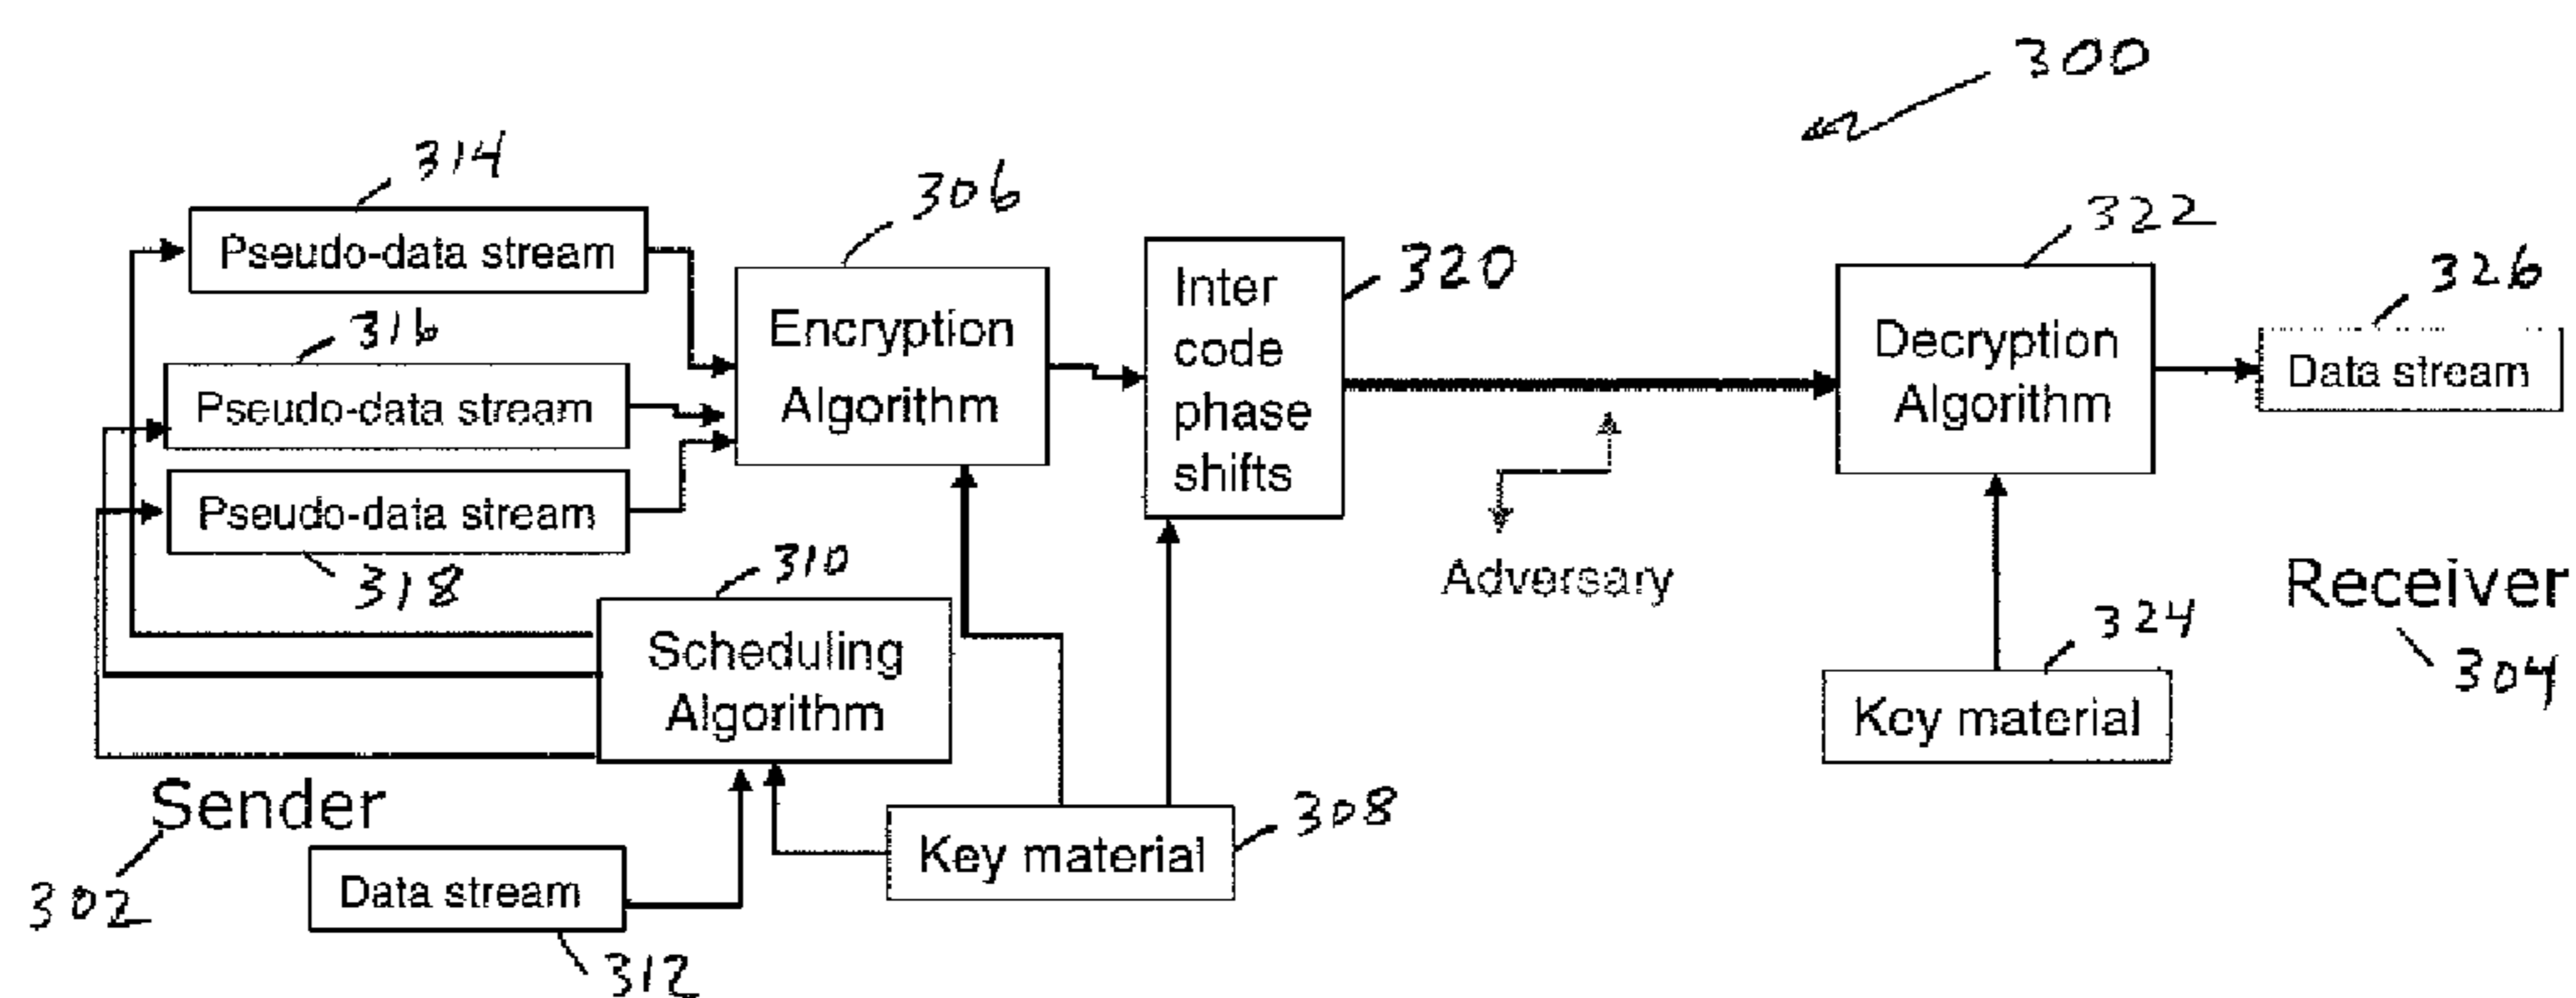 300
314
Pseudo-data stream
306
Encryption
Algorithm
316
Pseudo-data stream
Pseudo-data stream
318
310
Scheduling
Algorithm
Inter
code
phase
shifts
320
322
Decryption
Algorithm
326
Data stream
Adversary
Receiver
304
324
Key material
Sender
302
Data stream
312
Key material
308